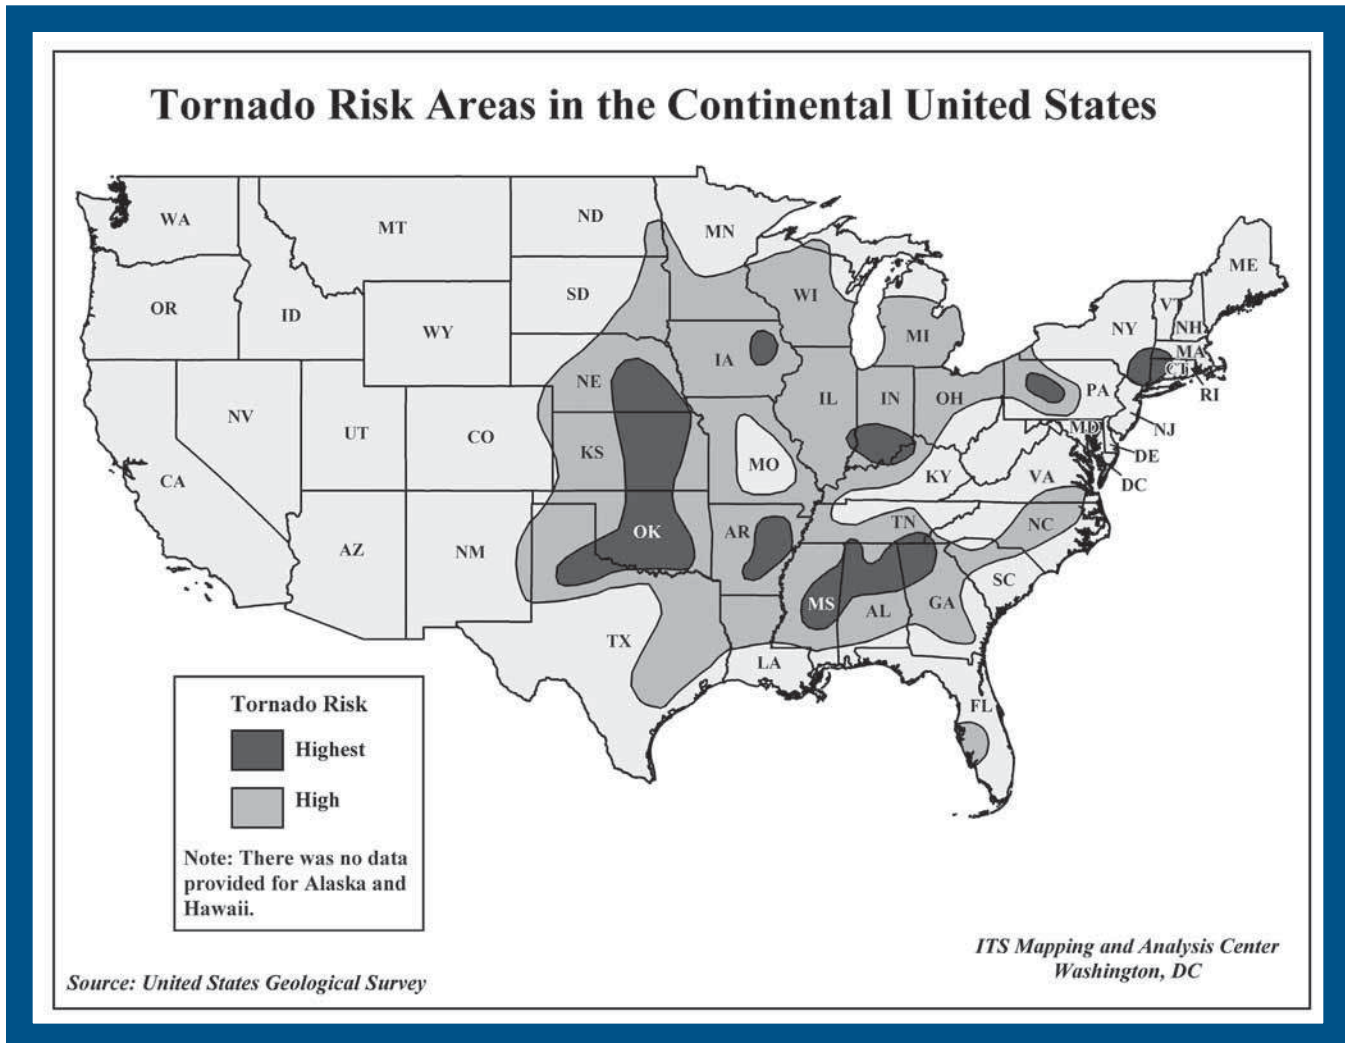 Tornado Risk Areas in the Continental United States
WA
MT
ND
MN
ME
OR
ID
SD
WI
VT
NH
NY
WY
MI
MA
IA
CT
RI
NE
PA
NV
IL
IN
OH
UT
CO
NJ
MD
KS
MO
DE
CA
KY
VA
DC
OK
AR
TN
NC
AZ
NM
SC
MS
AL
GA
TX
LA
FL
Tornado Risk
Highest
High
Note: There was no data
provided for Alaska and
Hawaii.
ITS Mapping and Analysis Center
Washington, DC
Source: United States Geological Survey